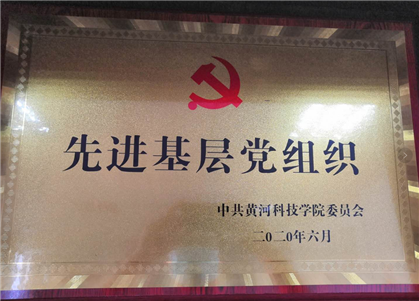 先进基层党组织
中共黄河科技学院委员会
二〇二〇年六月